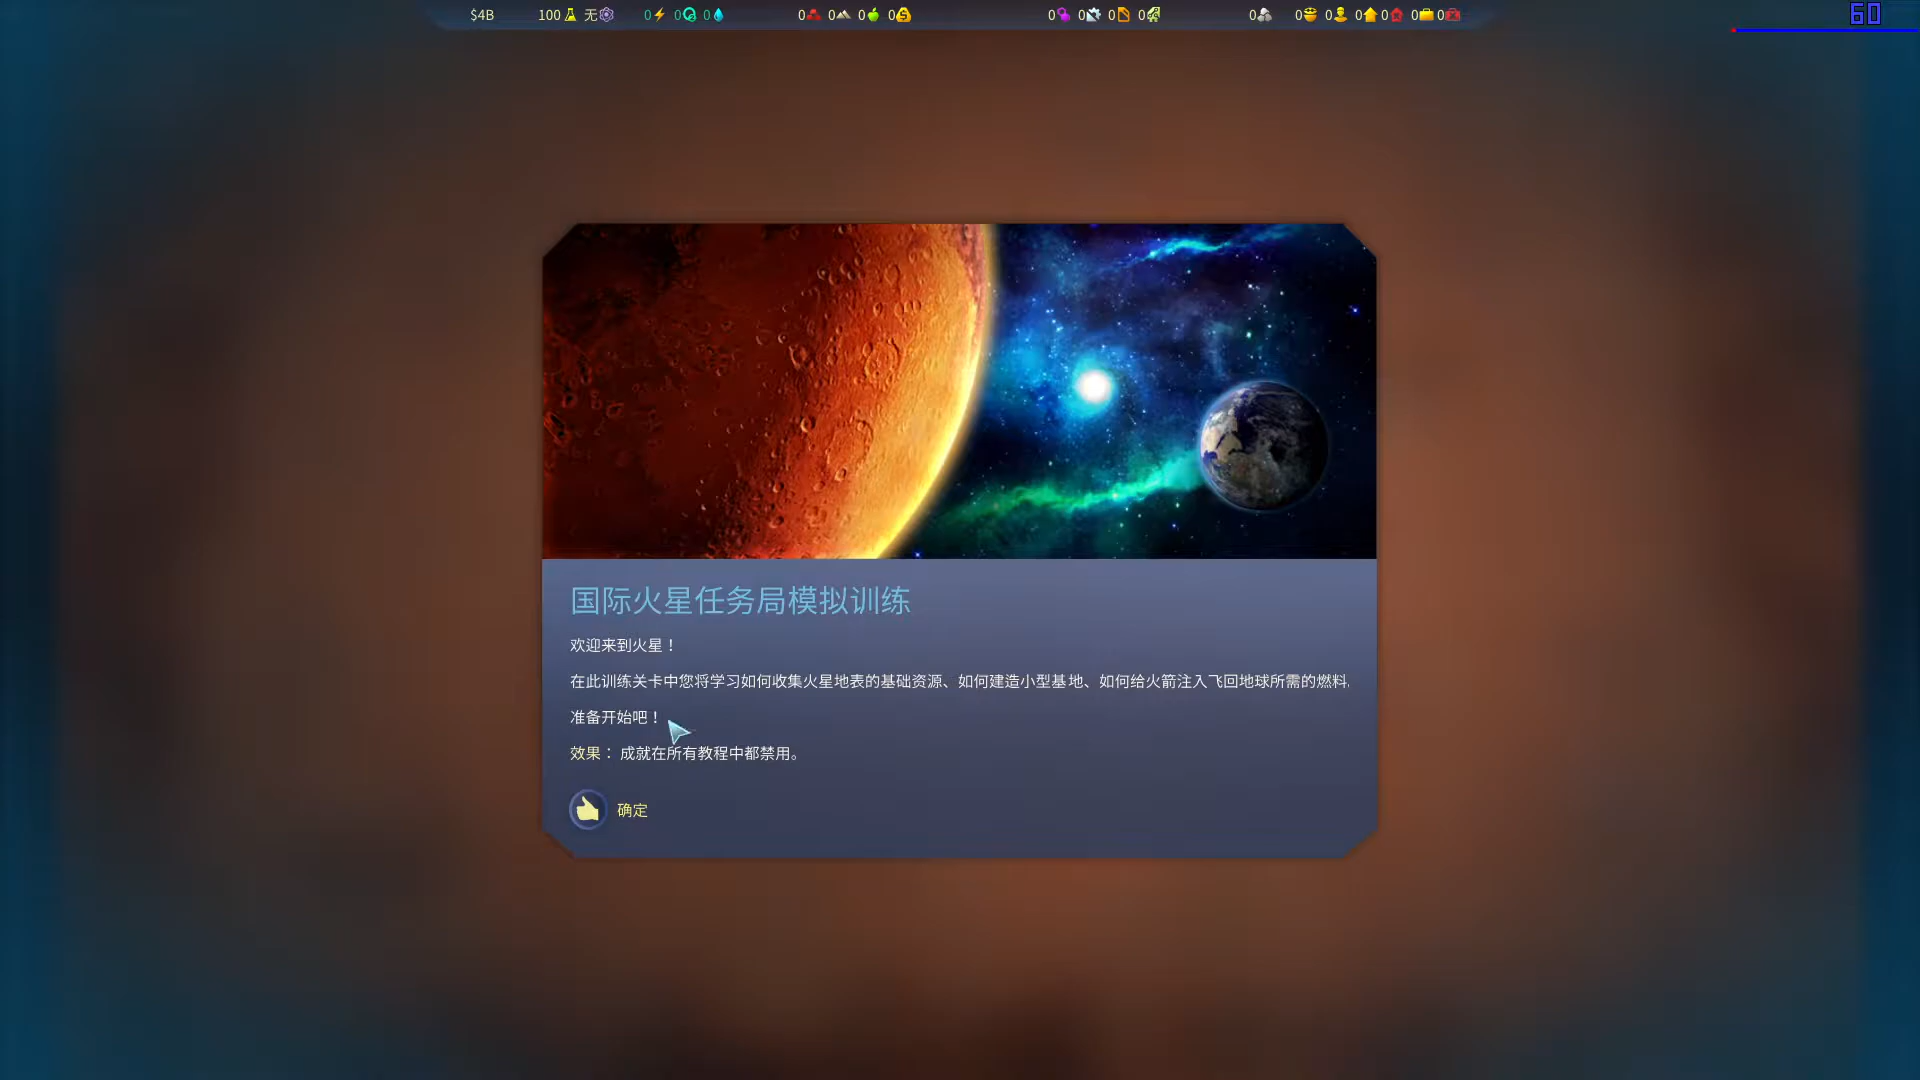 $4B 100 无 0 0 0 0 0 0 0 0 0 0 0 0 0 0 0 0 0 0
60
国际火星任务局模拟训练
欢迎来到火星！
在此训练关卡中您将学习如何收集火星地表的基础资源、如何建造小型基地、如何给火箭注入飞回地球所需的燃料.
准备开始吧！
效果： 成就在所有教程中都禁用。
确定